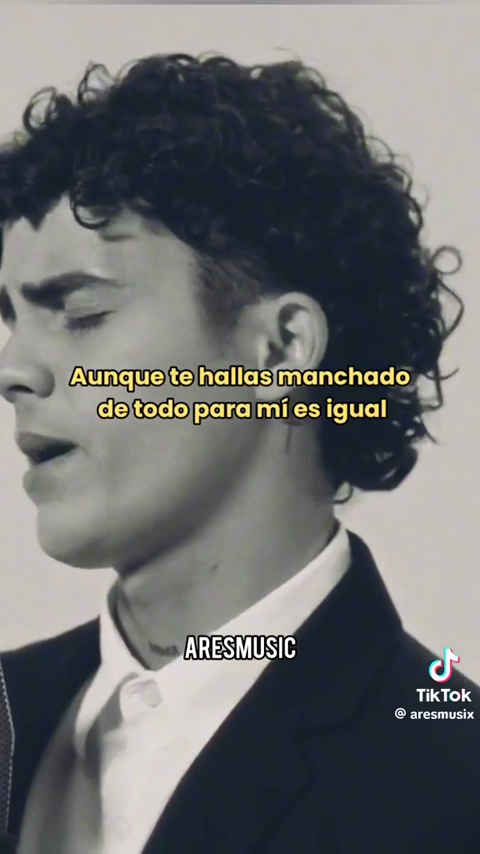 Aunque te hallas manchado
de todo para mí es igual
ARESMUSIC
TikTok
@ aresmusix